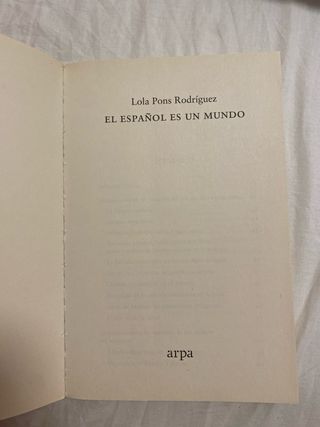 Lola Pons Rodríguez
EL ESPAÑOL ES UN MUNDO
arpa